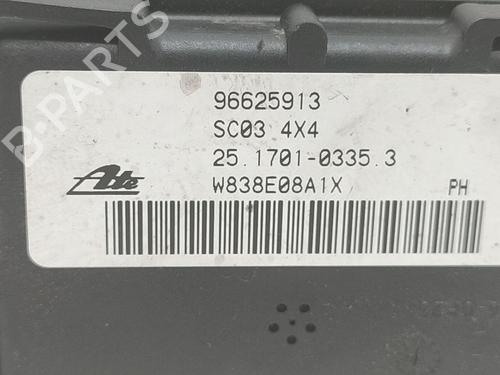 96625913
SC03 4X4
25.1701-0335.3
Ate W838E08A1X PH
B-PARTS